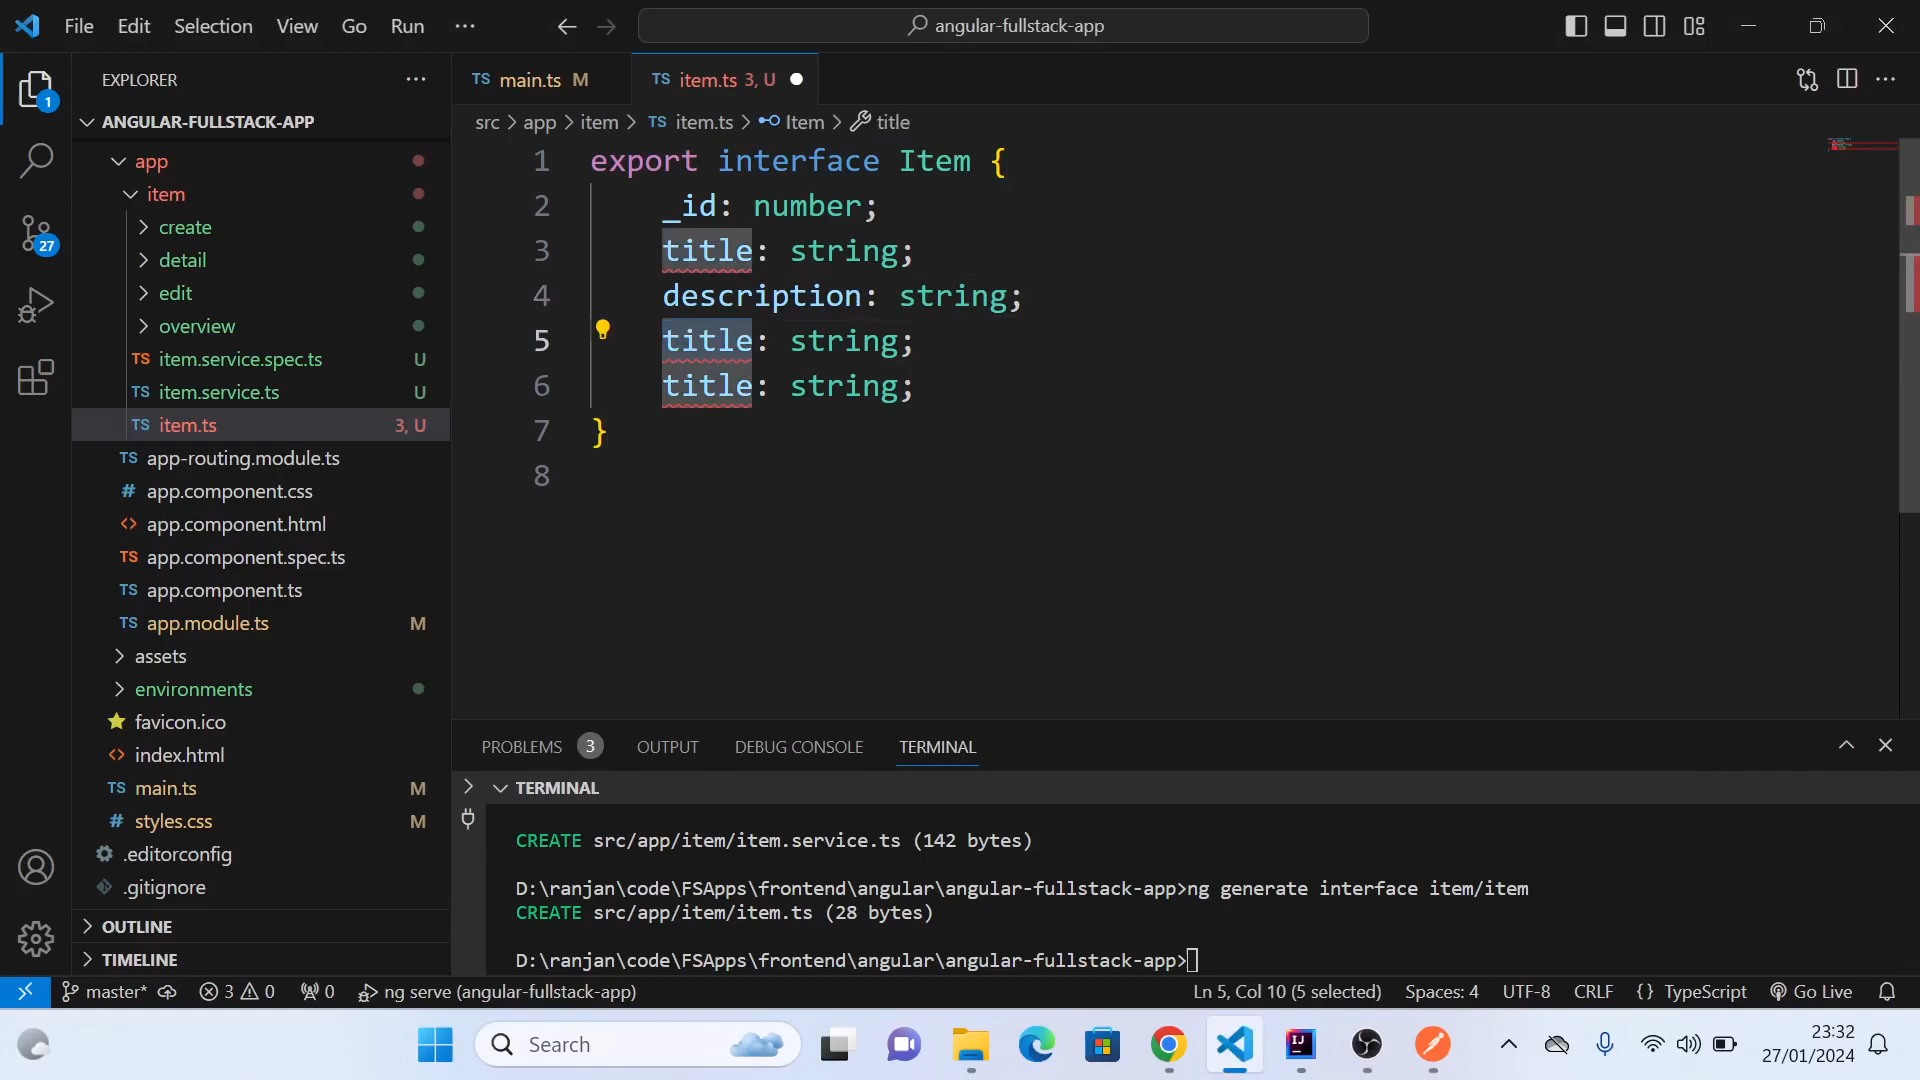 File Edit Selection View Go Run ···
angular-fullstack-app
EXPLORER
ANGULAR-FULLSTACK-APP
app
item
create
detail
edit
overview
TS item.service.spec.ts U
TS item.service.ts U
TS item.ts 3, U
TS app-routing.module.ts
# app.component.css
<> app.component.html
TS app.component.spec.ts
TS app.component.ts
TS app.module.ts M
assets
environments
favicon.ico
<> index.html
TS main.ts M
# styles.css M
.editorconfig
.gitignore
OUTLINE
TIMELINE
1
27
TS main.ts M
TS item.ts 3, U
src > app > item > TS item.ts > Item > title
1 export interface Item {
2 _id: number;
3 title: string;
4 description: string;
5 title: string;
6 title: string;
7 }
8
PROBLEMS 3 OUTPUT DEBUG CONSOLE TERMINAL
TERMINAL
CREATE src/app/item/item.service.ts (142 bytes)
D:\ranjan\code\FSApps\frontend\angular\angular-fullstack-app>ng generate interface item/item
CREATE src/app/item/item.ts (28 bytes)
D:\ranjan\code\FSApps\frontend\angular\angular-fullstack-app>
master* 3 0 0 ng serve (angular-fullstack-app) Ln 5, Col 10 (5 selected) Spaces: 4 UTF-8 CRLF {} TypeScript Go Live
Search
IJ
23:32
27/01/2024